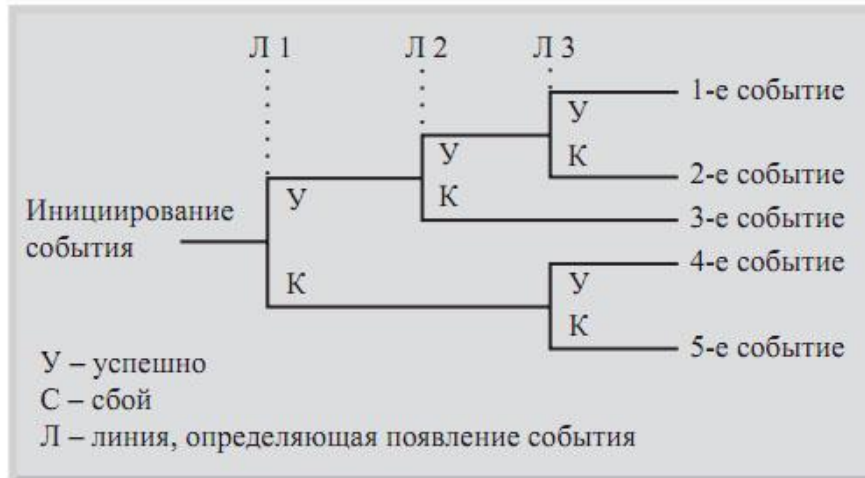 Л 1 Л 2 Л 3
1-е событие
У
У К
2-е событие
У К
3-е событие
Инициирование
события
4-е событие
К У
К
5-е событие
У – успешно
С – сбой
Л – линия, определяющая появление события